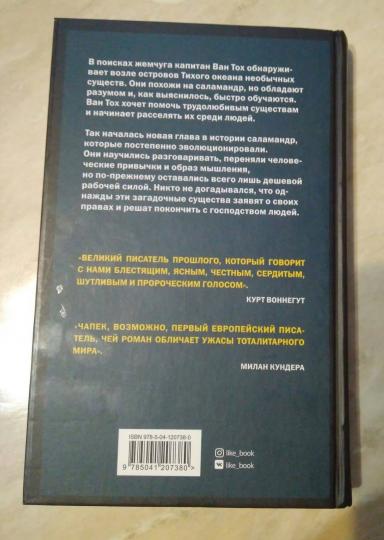 В поисках жемчуга капитан Ван Тох обнаружи-
вает возле островов Тихого океана необычных
существ. Они похожи на саламандр, но обладают
разумом и, как выяснилось, быстро обучаются.
Ван Тох хочет помочь трудолюбивым существам
и начинает расселять их среди людей.
Так началась новая глава в истории саламандр,
которые постепенно эволюционировали.
Они научились разговаривать, переняли челове-
ческие привычки и образ мышления,
но по-прежнему оставались всего лишь дешевой
рабочей силой. Никто не догадывался, что од-
нажды эти загадочные существа заявят о своих
правах и решат покончить с господством людей.
«ВЕЛИКИЙ ПИСАТЕЛЬ ПРОШЛОГО, КОТОРЫЙ ГОВОРИТ
С НАМИ БЛЕСТЯЩИМ, ЯСНЫМ, ЧЕСТНЫМ, СЕРДИТЫМ,
ШУТЛИВЫМ И ПРОРОЧЕСКИМ ГОЛОСОМ».
КУРТ ВОННЕГУТ
«ЧАПЕК, ВОЗМОЖНО, ПЕРВЫЙ ЕВРОПЕЙСКИЙ ПИСА-
ТЕЛЬ, ЧЕЙ РОМАН ОБЛИЧАЕТ УЖАСЫ ТОТАЛИТАРНОГО
МИРА».
МИЛАН КУНДЕРА
ISBN 978-5-04-120738-0
9 785041 207380 >
like_book
like_book